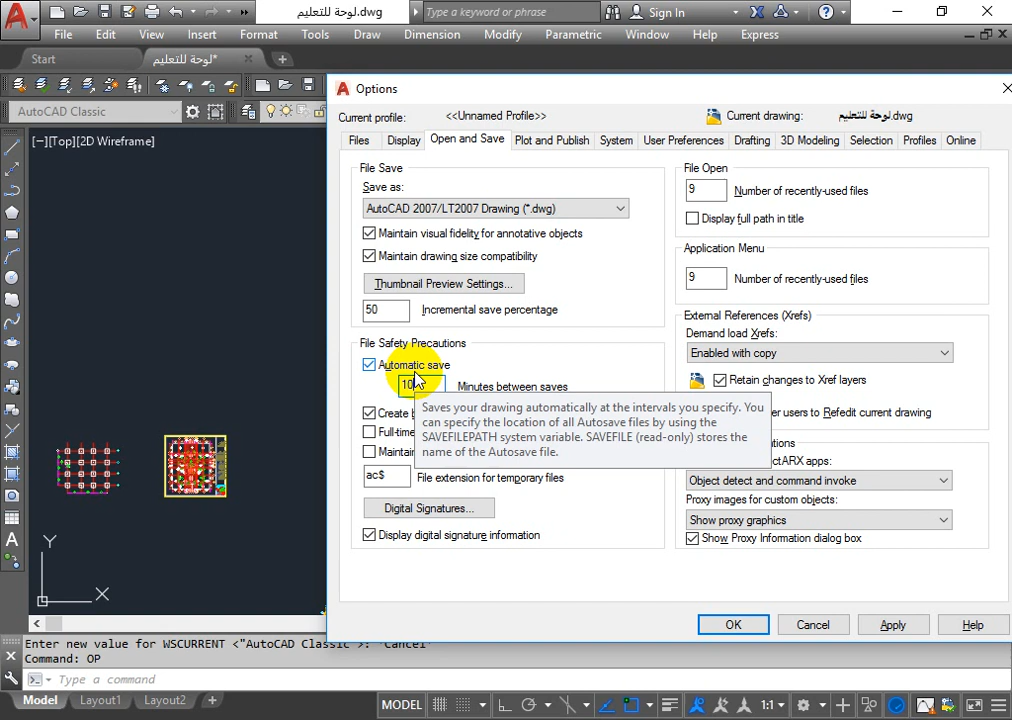 لوحة للتعليم.dwg
Type a keyword or phrase
Sign In
File Edit View Insert Format Tools Draw Dimension Modify Parametric Window Help Express
Start
لوحة للتعليم*
AutoCAD Classic
[−][Top][2D Wireframe]
Options
Current profile: <<Unnamed Profile>>
Current drawing: لوحة للتعليم.dwg
Files Display Open and Save Plot and Publish System User Preferences Drafting 3D Modeling Selection Profiles Online
File Save
Save as:
AutoCAD 2007/LT2007 Drawing (*.dwg)
Maintain visual fidelity for annotative objects
Maintain drawing size compatibility
Thumbnail Preview Settings...
50 Incremental save percentage
File Safety Precautions
Automatic save
10 Minutes between saves
Create
Full-time
Maintain
Saves your drawing automatically at the intervals you specify. You
can specify the location of all Autosave files by using the
SAVEFILEPATH system variable. SAVEFILE (read-only) stores the
name of the Autosave file.
ac$ File extension for temporary files
Digital Signatures...
Display digital signature information
File Open
9 Number of recently-used files
Display full path in title
Application Menu
9 Number of recently-used files
External References (Xrefs)
Demand load Xrefs:
Enabled with copy
Retain changes to Xref layers
users to Refedit current drawing
apps:
Object detect and command invoke
Proxy images for custom objects:
Show proxy graphics
Show Proxy Information dialog box
OK Cancel Apply Help
Y
X
Enter new value for WSCURRENT <"AutoCAD Classic">: *Cancel*
Command: OP
Type a command
Model Layout1 Layout2
MODEL
1:1